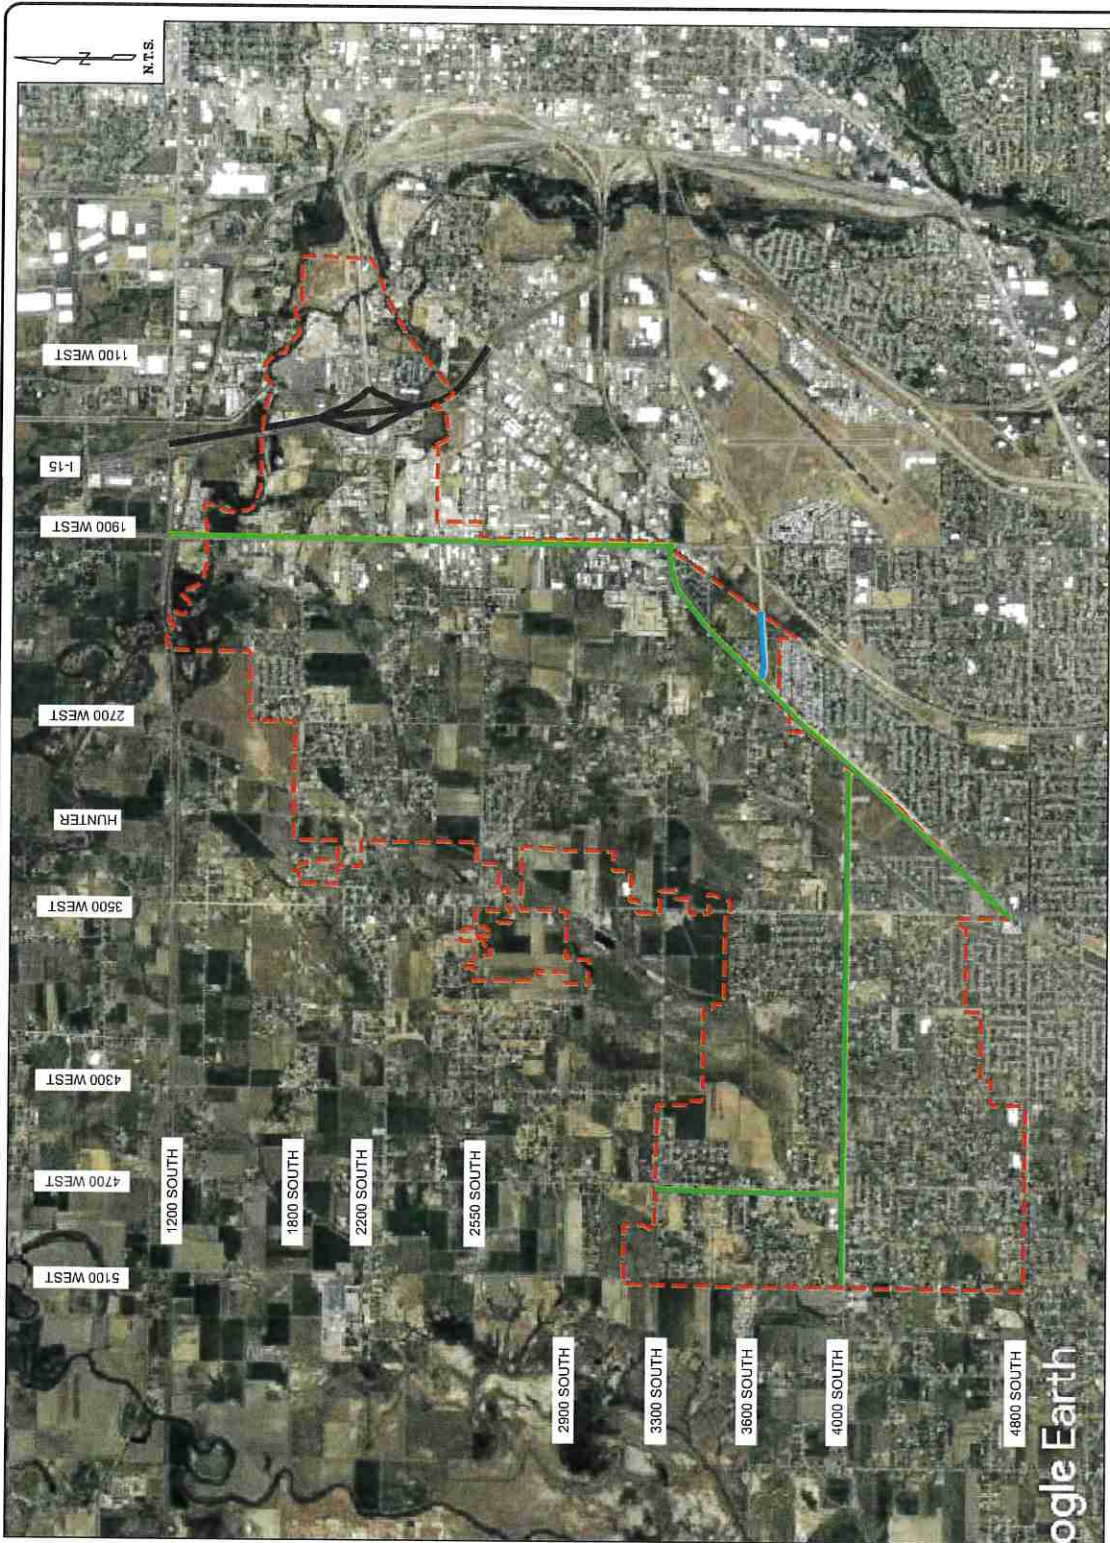 N
N.T.S.
1100 WEST
I-15
1900 WEST
2700 WEST
HUNTER
3500 WEST
4300 WEST
4700 WEST
5100 WEST
1200 SOUTH
1800 SOUTH
2200 SOUTH
2550 SOUTH
2900 SOUTH
3300 SOUTH
3600 SOUTH
4000 SOUTH
4800 SOUTH
ogle Earth